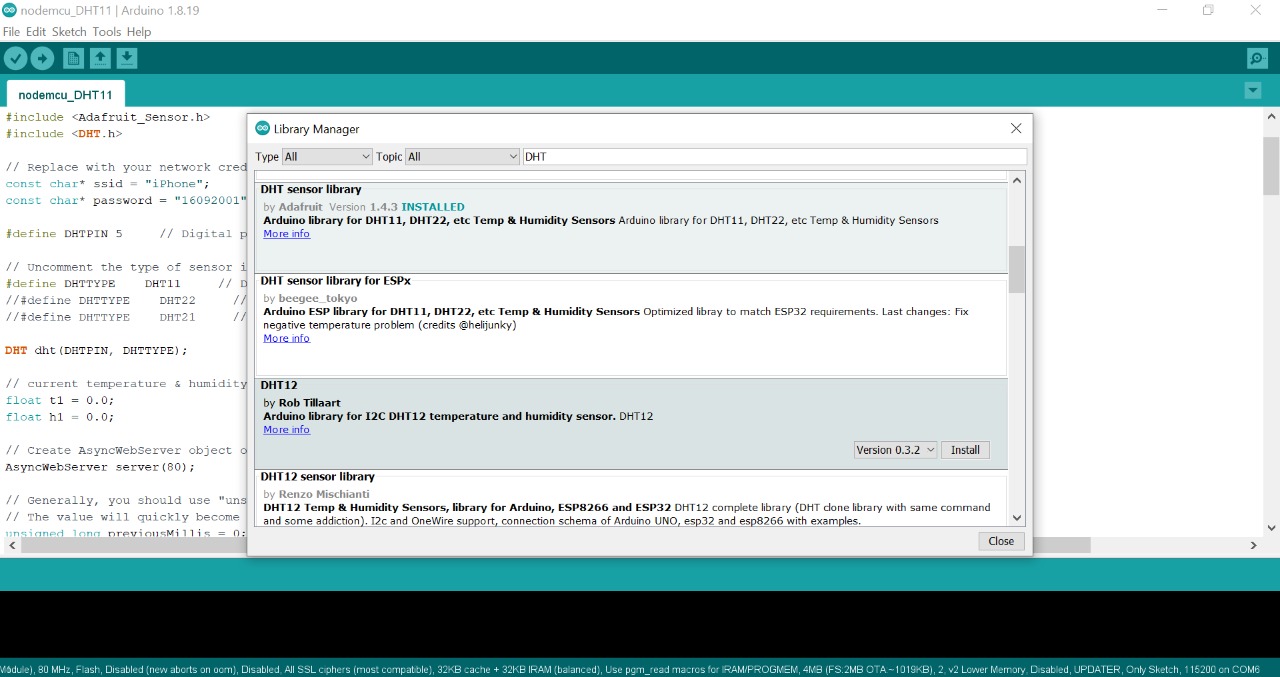 nodemcu_DHT11 | Arduino 1.8.19
File Edit Sketch Tools Help
nodemcu_DHT11
#include <Adafruit_Sensor.h>
#include <DHT.h>
// Replace with your network cred
const char* ssid = "iPhone";
const char* password = "16092001"
#define DHTPIN 5 // Digital p
// Uncomment the type of sensor i
#define DHTTYPE DHT11 // D
//#define DHTTYPE DHT22 //
//#define DHTTYPE DHT21 //
DHT dht(DHTPIN, DHTTYPE);
// current temperature & humidity
float t1 = 0.0;
float h1 = 0.0;
// Create AsyncWebServer object o
AsyncWebServer server(80);
// Generally, you should use "uns
// The value will quickly become
unsigned long previousMillis = 0;
Library Manager
Type All Topic All DHT
DHT sensor library
by Adafruit Version 1.4.3 INSTALLED
Arduino library for DHT11, DHT22, etc Temp & Humidity Sensors Arduino library for DHT11, DHT22, etc Temp & Humidity Sensors
More info
DHT sensor library for ESPx
by beegee_tokyo
Arduino ESP library for DHT11, DHT22, etc Temp & Humidity Sensors Optimized libray to match ESP32 requirements. Last changes: Fix
negative temperature problem (credits @helijunky)
More info
DHT12
by Rob Tillaart
Arduino library for I2C DHT12 temperature and humidity sensor. DHT12
More info
Version 0.3.2 Install
DHT12 sensor library
by Renzo Mischianti
DHT12 Temp & Humidity Sensors, library for Arduino, ESP8266 and ESP32 DHT12 complete library (DHT clone library with same command
and some addiction). I2c and OneWire support, connection schema of Arduino UNO, esp32 and esp8266 with examples.
Close
Module), 80 MHz, Flash, Disabled (new aborts on oom), Disabled, All SSL ciphers (most compatible), 32KB cache + 32KB IRAM (balanced), Use pgm_read macros for IRAM/PROGMEM, 4MB (FS:2MB OTA:~1019KB), 2, v2 Lower Memory, Disabled, UPDATER, Only Sketch, 115200 on COM6